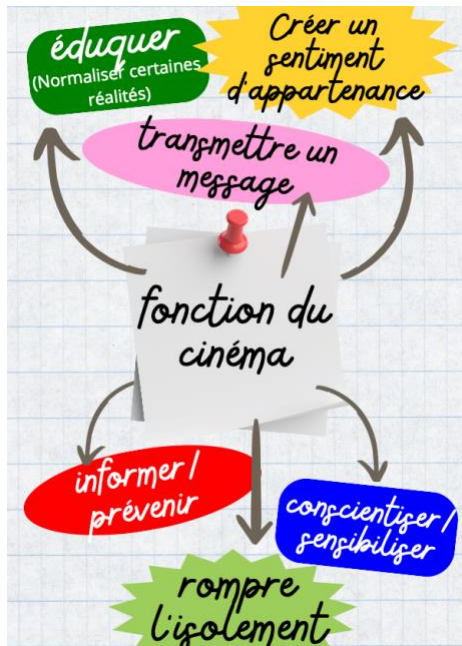 éduquer
(Normaliser certaines
réalités)
Créer un
sentiment
d'appartenance
transmettre un
message
fonction du
cinéma
informer/
prévenir
conscientiser/
sensibiliser
rompre
l'isolement